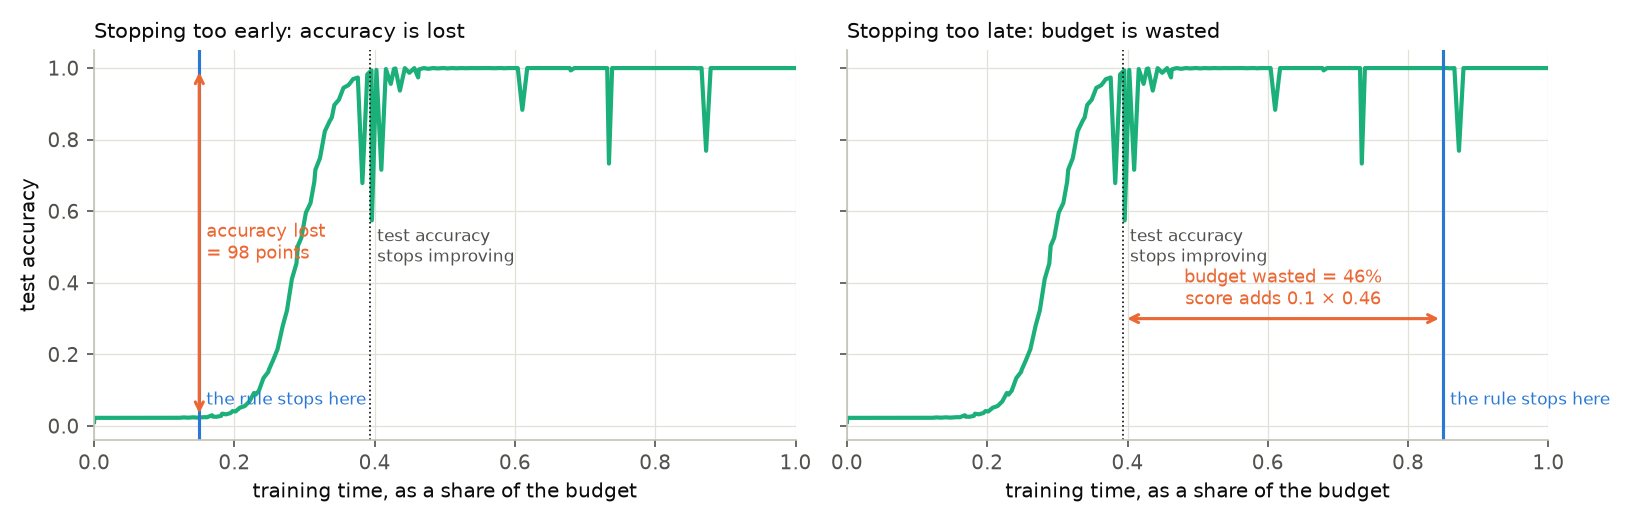 Stopping too early: accuracy is lost
test accuracy
1.0
0.8
0.6
0.4
0.2
0.0
accuracy lost
= 98 points
test accuracy
stops improving
the rule stops here
0.0 0.2 0.4 0.6 0.8 1.0
training time, as a share of the budget
Stopping too late: budget is wasted
test accuracy
stops improving
budget wasted = 46%
score adds 0.1 × 0.46
the rule stops here
0.0 0.2 0.4 0.6 0.8 1.0
training time, as a share of the budget